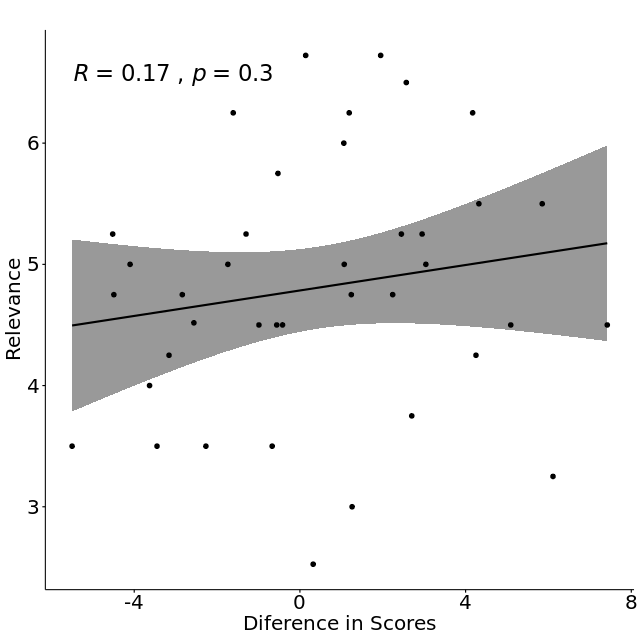 R = 0.17 , p = 0.3
6
5
4
3
Relevance
-4 0 4 8
Diference in Scores